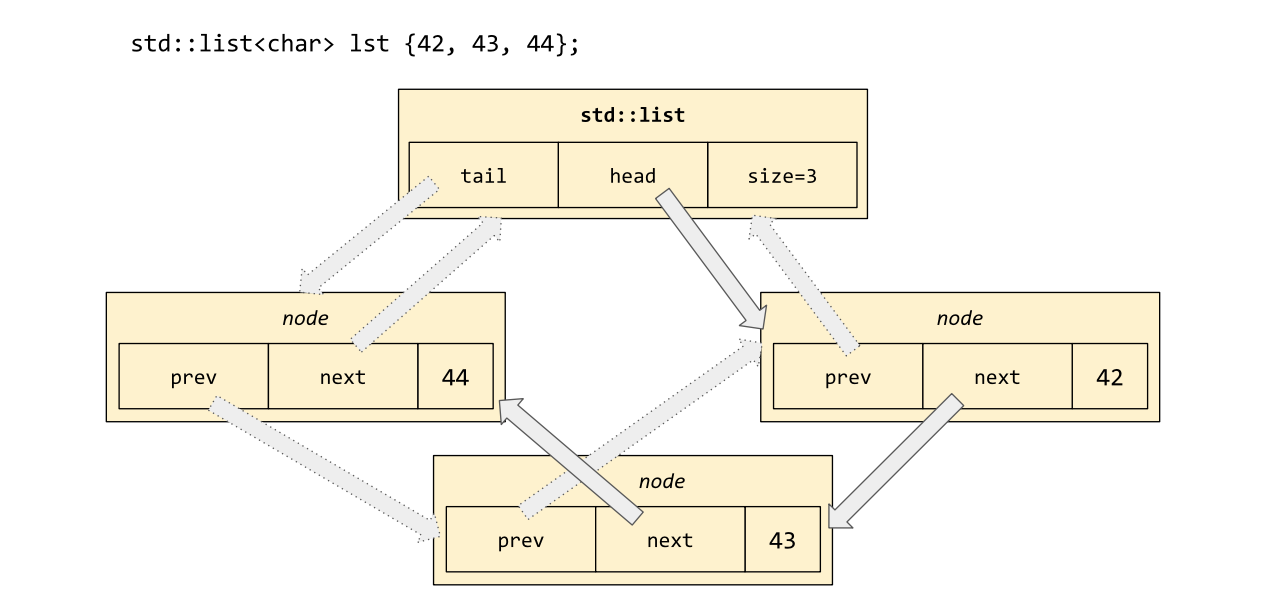 std::list<char> lst {42, 43, 44};
std::list
tail head size=3
node
prev next 44
node
prev next 42
node
prev next 43